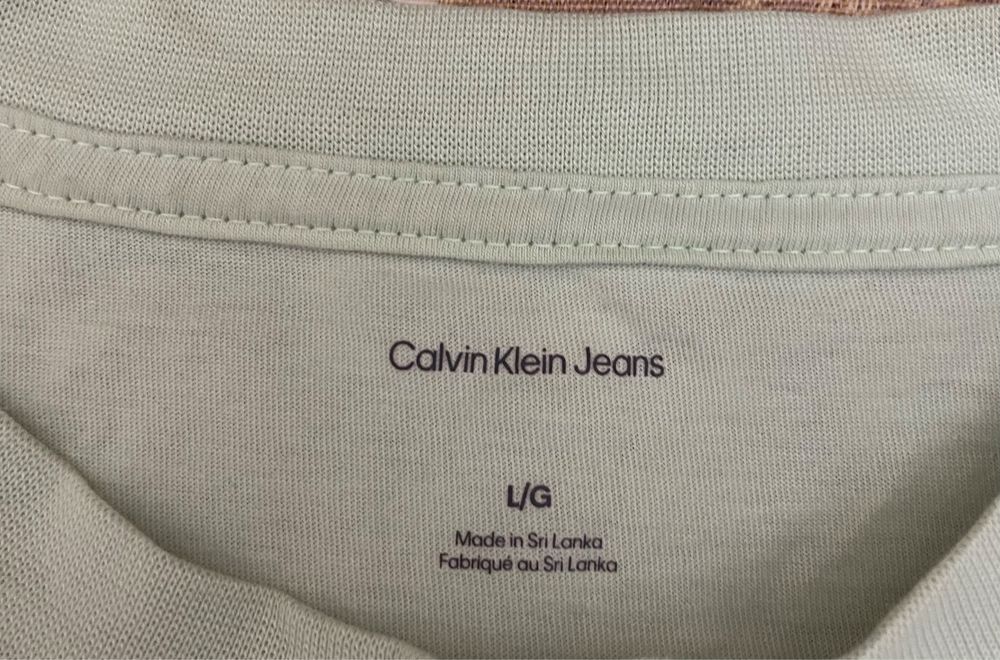 Calvin Klein Jeans
L/G
Made in Sri Lanka
Fabriqué au Sri Lanka